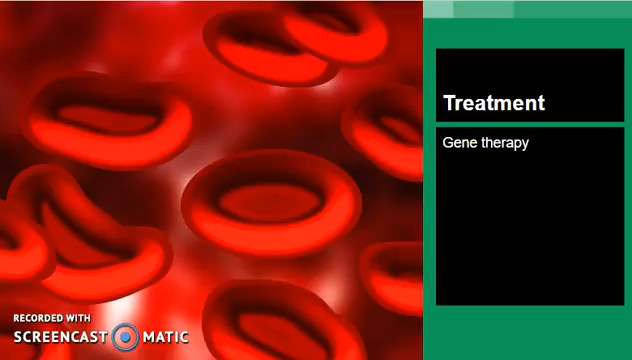 Treatment
Gene therapy
RECORDED WITH
SCREENCAST MATIC